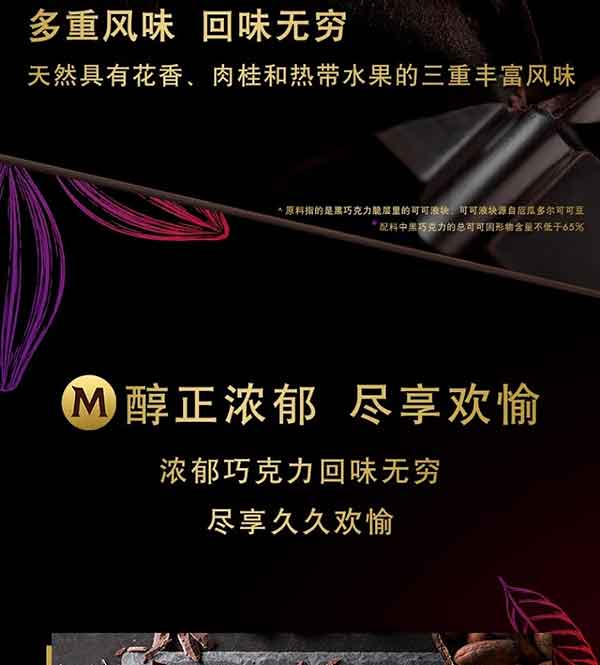 多重风味 回味无穷
天然具有花香、肉桂和热带水果的三重丰富风味
^ 原料指的是黑巧克力脆层里的可可液块；可可液块源自厄瓜多尔可可豆
* 配料中黑巧克力的总可可固形物含量不低于65%
M 醇正浓郁 尽享欢愉
浓郁巧克力回味无穷
尽享久久欢愉